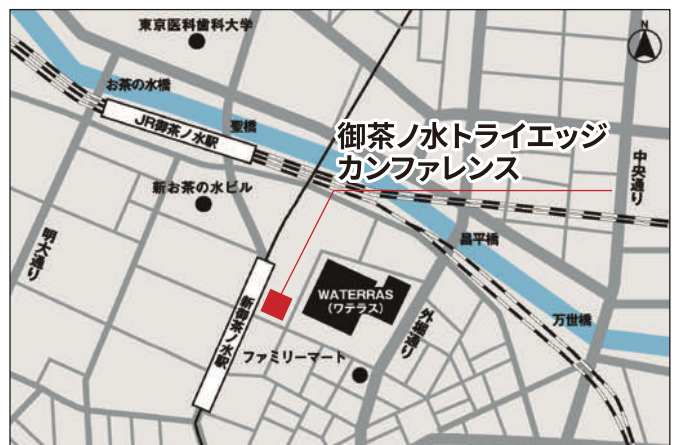 東京医科歯科大学
N
お茶の水橋
JR御茶ノ水駅
聖橋
御茶ノ水トライエッジ
カンファレンス
中央通り
新お茶の水ビル
明大通り
昌平橋
新御茶ノ水駅
WATERRAS
(ワテラス)
外堀通り
万世橋
ファミリーマート